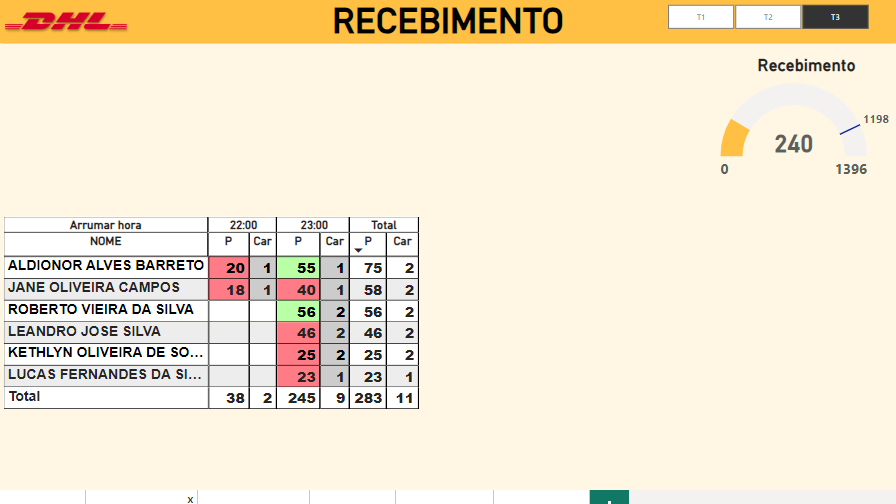 DHL
RECEBIMENTO
T1 T2 T3
Recebimento
1198
240
0 1396
Arrumar hora 22:00 23:00 Total
NOME P Car P Car P Car
ALDIONOR ALVES BARRETO 20 1 55 1 75 2
JANE OLIVEIRA CAMPOS 18 1 40 1 58 2
ROBERTO VIEIRA DA SILVA 56 2 56 2
LEANDRO JOSE SILVA 46 2 46 2
KETHLYN OLIVEIRA DE SO... 25 2 25 2
LUCAS FERNANDES DA SI... 23 1 23 1
Total 38 2 245 9 283 11
x